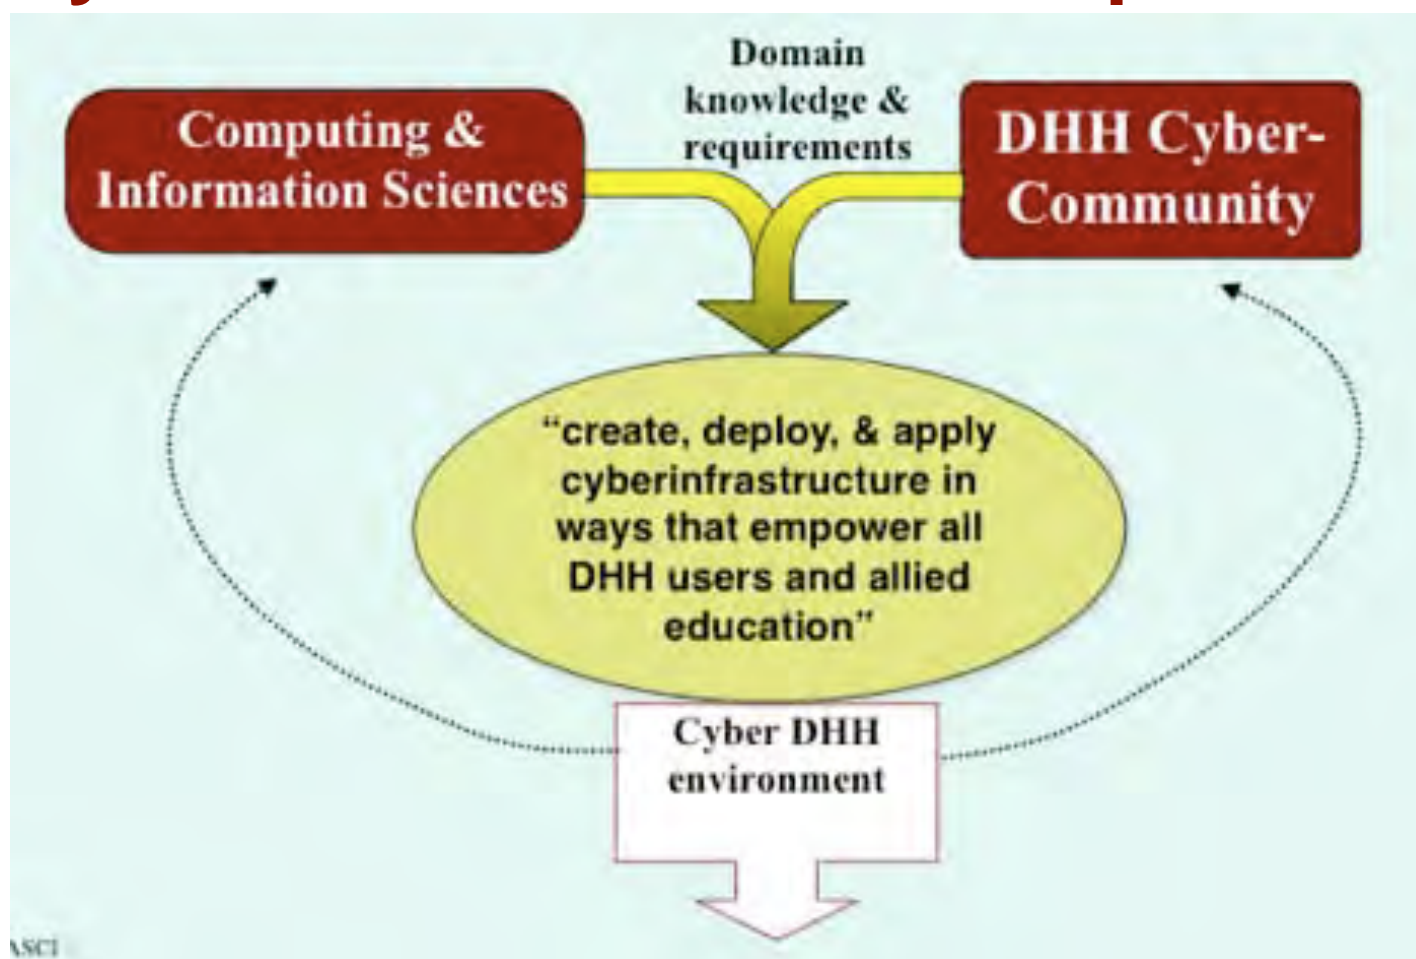 Domain
knowledge &
requirements
Computing &
Information Sciences
DHH Cyber-
Community
“create, deploy, & apply
cyberinfrastructure in
ways that empower all
DHH users and allied
education”
Cyber DHH
environment